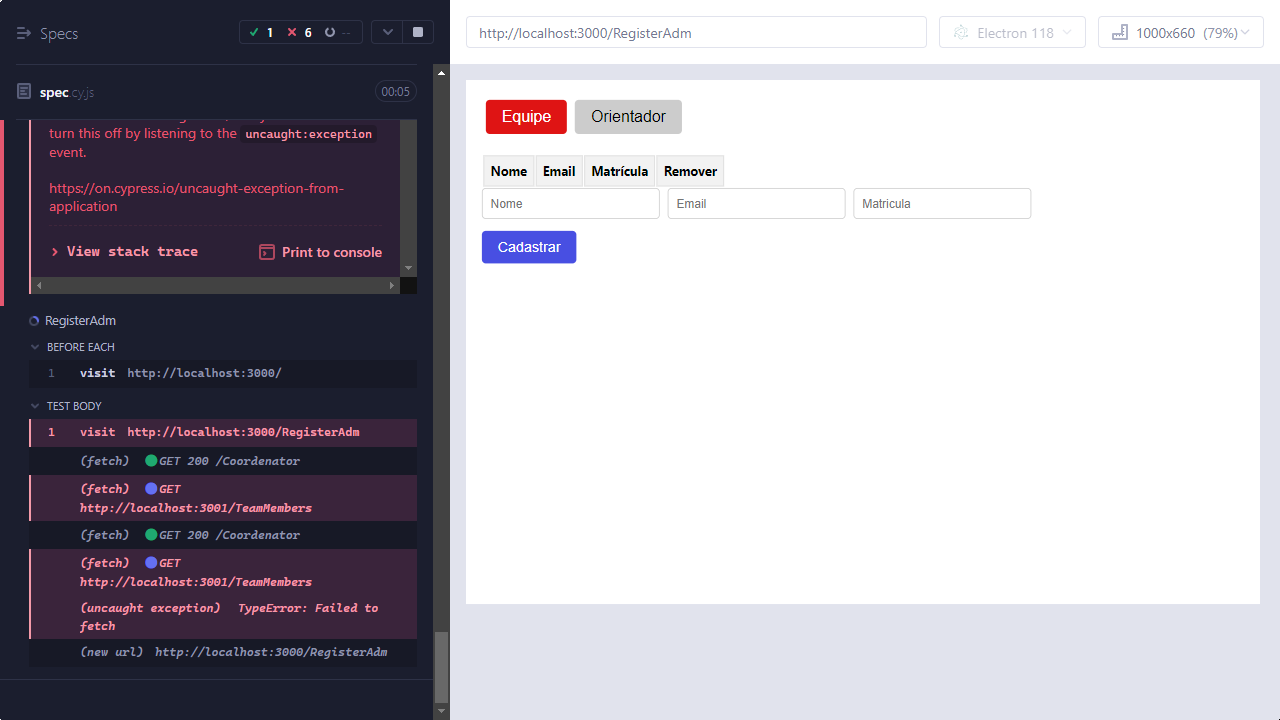 Specs
1
6
--
spec.cy.js
00:05
turn this off by listening to the uncaught:exception
event.
https://on.cypress.io/uncaught-exception-from-
application
View stack trace
Print to console
RegisterAdm
BEFORE EACH
1 visit http://localhost:3000/
TEST BODY
1 visit http://localhost:3000/RegisterAdm
(fetch) GET 200 /Coordenator
(fetch) GET
http://localhost:3001/TeamMembers
(fetch) GET 200 /Coordenator
(fetch) GET
http://localhost:3001/TeamMembers
(uncaught exception) TypeError: Failed to
fetch
(new url) http://localhost:3000/RegisterAdm
http://localhost:3000/RegisterAdm
Electron 118
1000x660 (79%)
Equipe
Orientador
Nome Email Matrícula Remover
Nome Email Matricula
Cadastrar